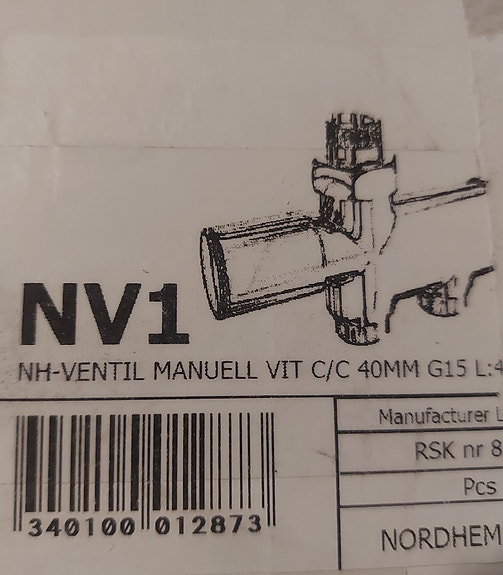 NV1
NH-VENTIL MANUELL VIT C/C 40MM G15 L:4
Manufacturer L
RSK nr 8
Pcs
340100 012873
NORDHEM